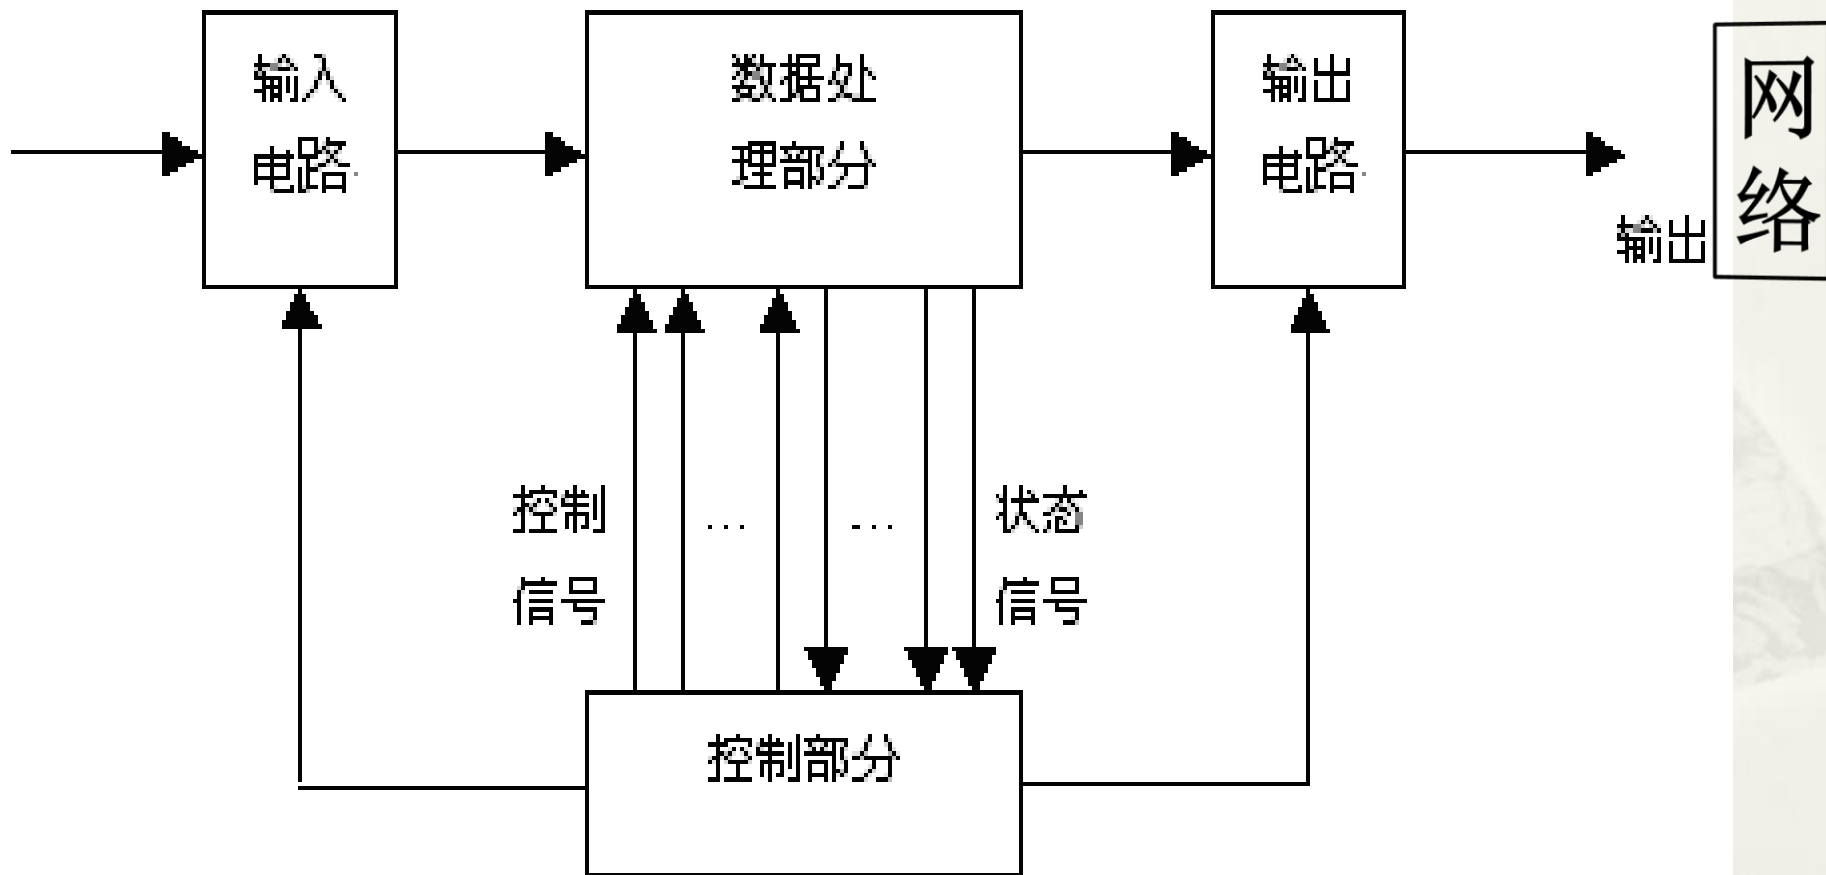 输入
电路
数据处
理部分
输出
电路
输出
网
络
控制
信号
…
…
状态
信号
控制部分